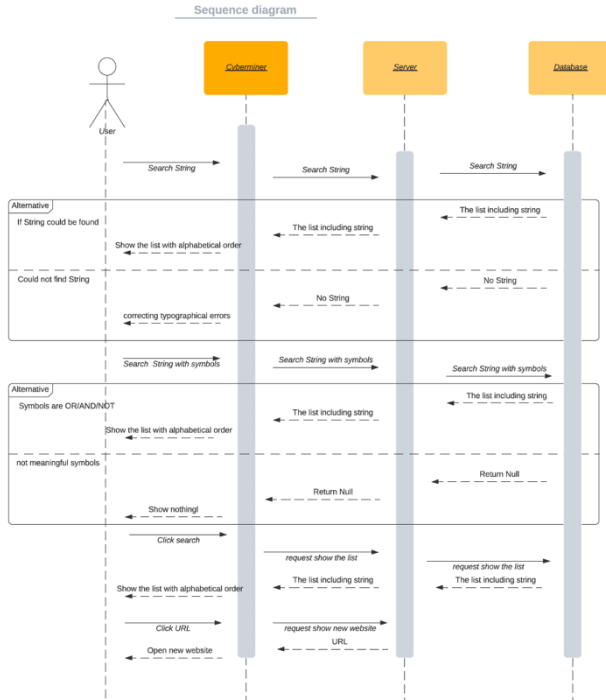 Sequence diagram
Cyberminer
Server
Database
User
Search String
Search String
Search String
Alternative
If String could be found
The list including string
The list including string
Show the list with alphabetical order
Could not find String
No String
No String
correcting typographical errors
Search String with symbols
Search String with symbols
Search String with symbols
Alternative
Symbols are OR/AND/NOT
The list including string
The list including string
Show the list with alphabetical order
not meaningful symbols
Return Null
Return Null
Show nothingl
Click search
request show the list
request show the list
The list including string
The list including string
Show the list with alphabetical order
Click URL
request show new website
URL
Open new website